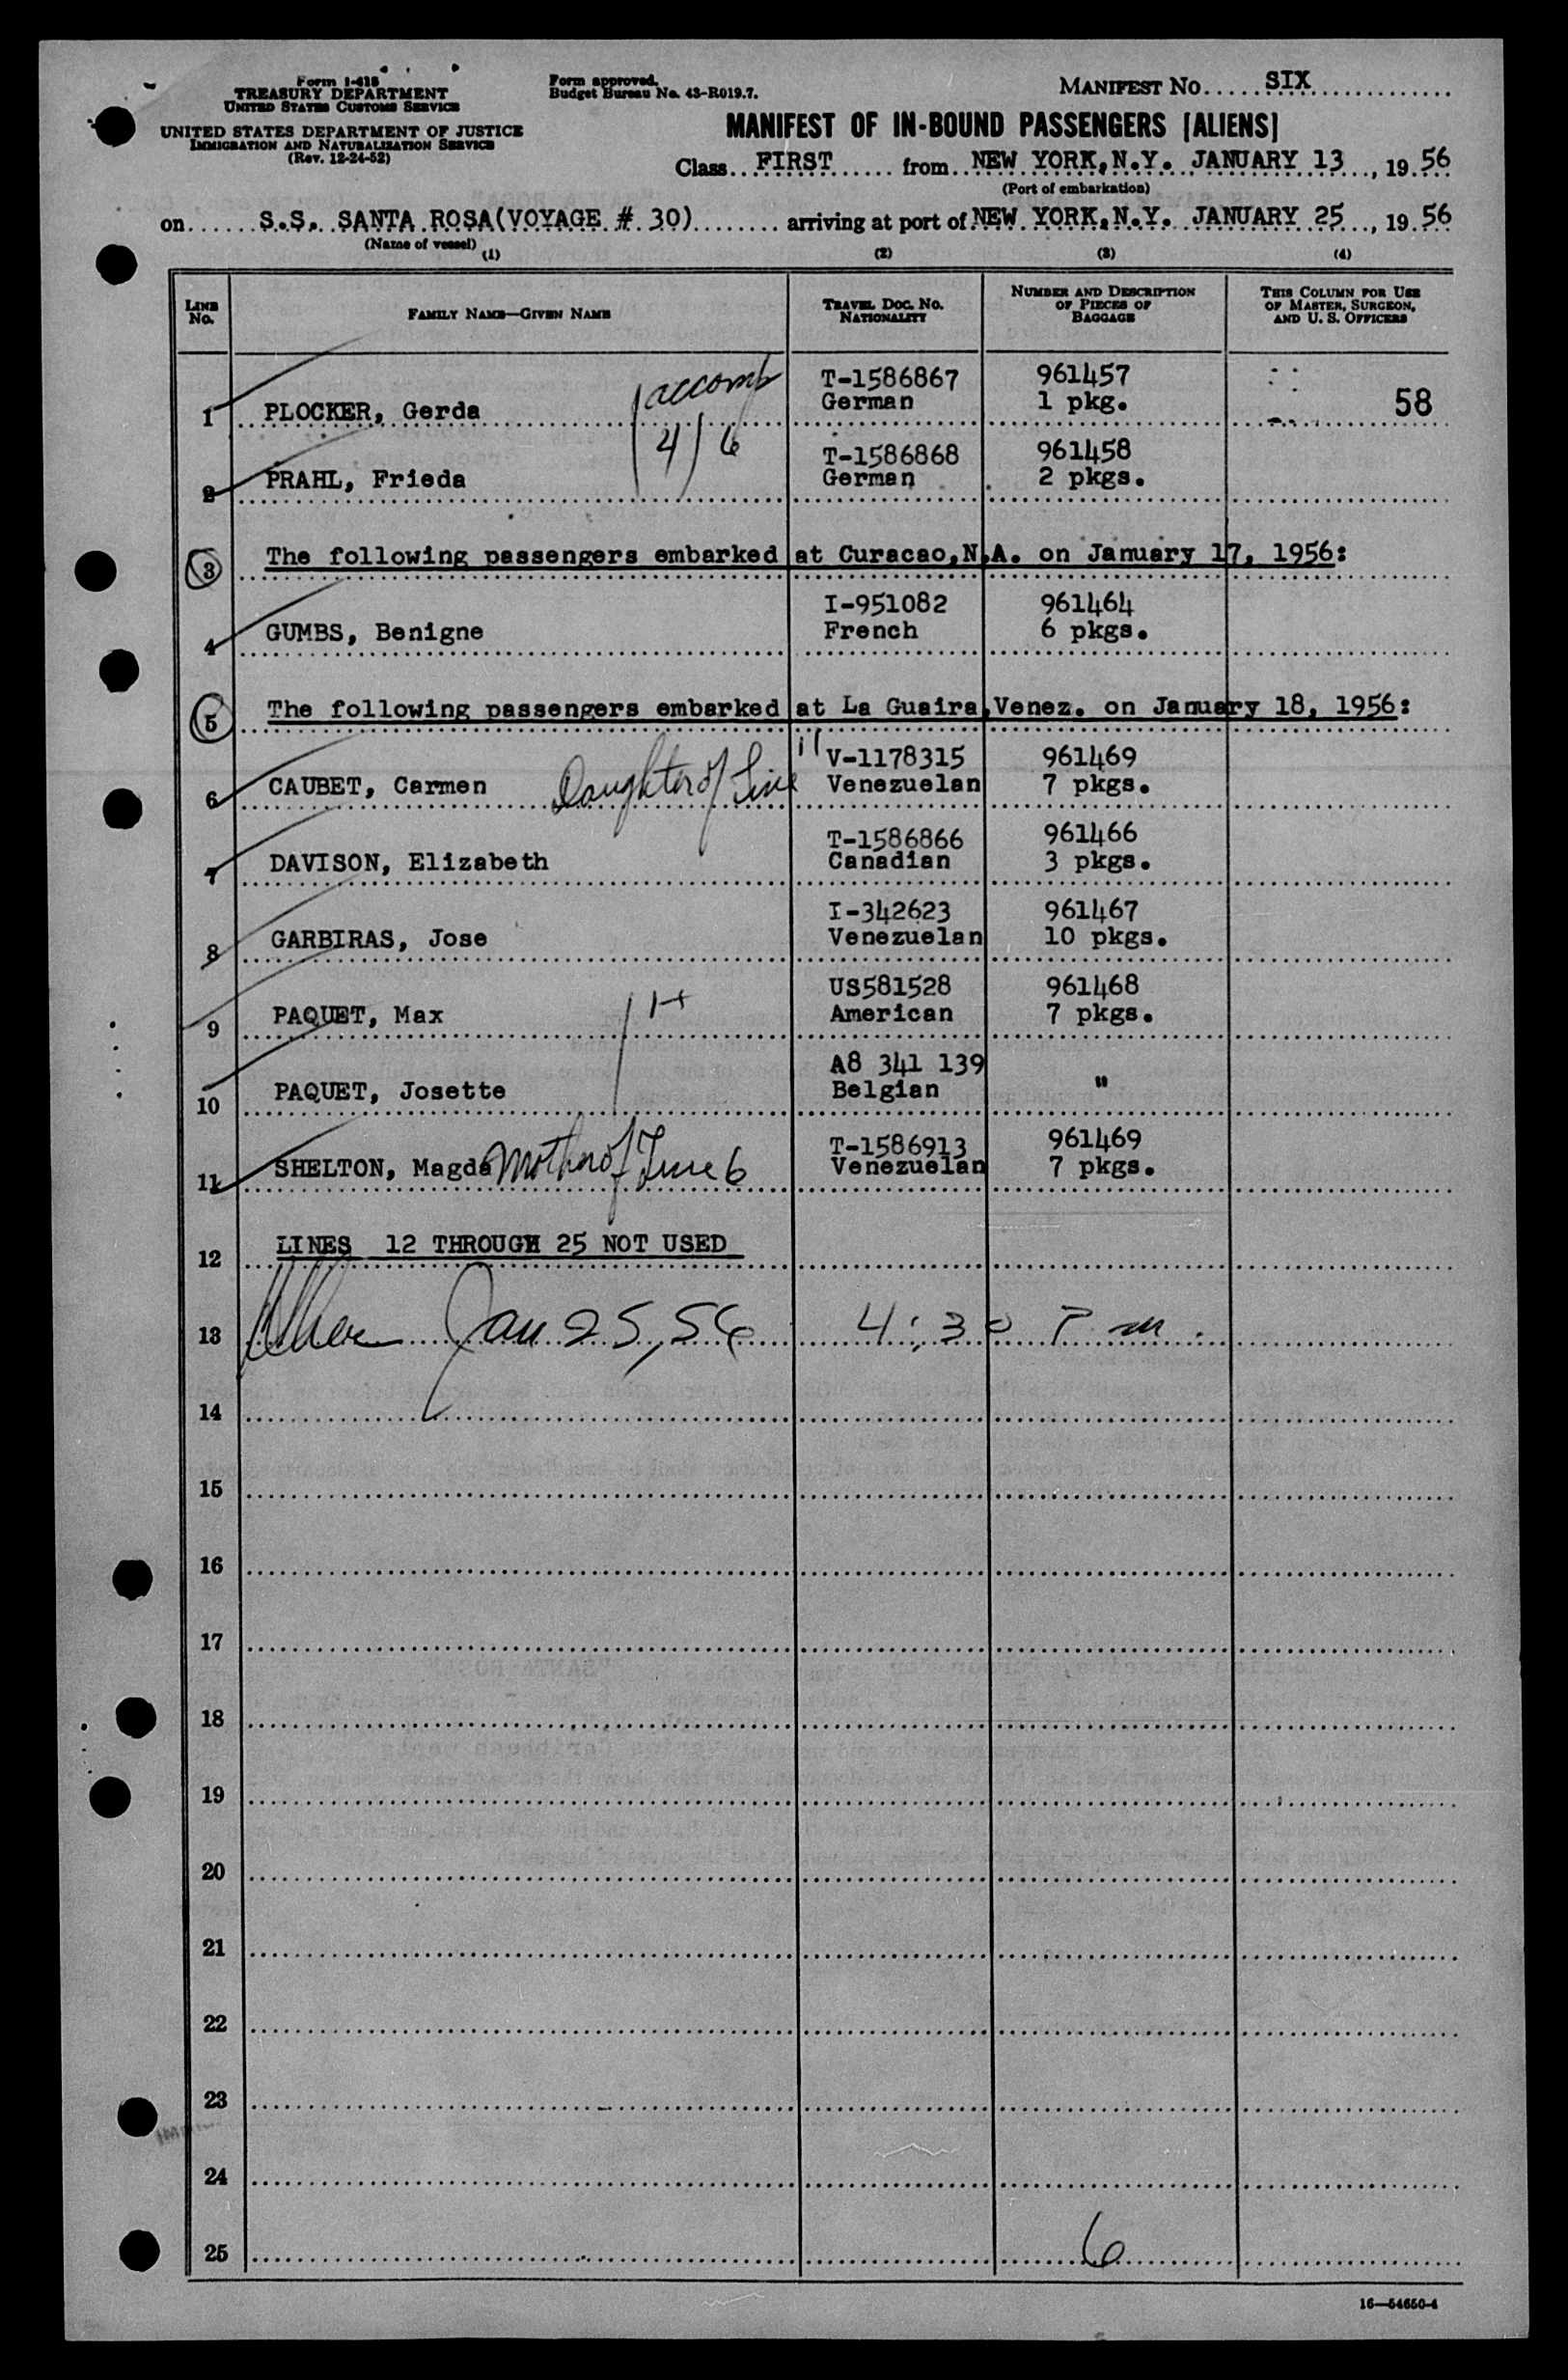 Form I-418
TREASURY DEPARTMENT
UNITED STATES CUSTOMS SERVICE
UNITED STATES DEPARTMENT OF JUSTICE
IMMIGRATION AND NATURALIZATION SERVICE
(Rev. 12-24-52)
Form approved.
Budget Bureau No. 43-R019.7.
MANIFEST NO. SIX
MANIFEST OF IN-BOUND PASSENGERS [ALIENS]
Class FIRST from NEW YORK, N.Y. JANUARY 13, 19 56
(Port of embarkation)
on S.S. SANTA ROSA(VOYAGE # 30) arriving at port of NEW YORK, N.Y. JANUARY 25, 19 56
(Name of vessel)
(1) (2) (3) (4)
LINE NO. FAMILY NAME—GIVEN NAME TRAVEL DOC. NO. NATIONALITY NUMBER AND DESCRIPTION OF PIECES OF BAGGAGE THIS COLUMN FOR USE OF MASTER, SURGEON, AND U. S. OFFICERS
accomp
T-1586867 961457
1 PLOCKER, Gerda German 1 pkg. 58
4/6
T-1586868 961458
2 PRAHL, Frieda German 2 pkgs.
3 The following passengers embarked at Curacao,N.A. on January 17, 1956:
I-951082 961464
4 GUMBS, Benigne French 6 pkgs.
5 The following passengers embarked at La Guaira,Venez. on January 18, 1956:
V-1178315 961469
6 CAUBET, Carmen Daughter of Line 11 Venezuelan 7 pkgs.
T-1586866 961466
7 DAVISON, Elizabeth Canadian 3 pkgs.
I-342623 961467
8 GARBIRAS, Jose Venezuelan 10 pkgs.
US581528 961468
9 PAQUET, Max American 7 pkgs.
A8 341 139
10 PAQUET, Josette Belgian "
T-1586913 961469
11 SHELTON, Magda Mother of Line 6 Venezuelan 7 pkgs.
12 LINES 12 THROUGH 25 NOT USED
13 Jan 25, 56 4:30 P m.
14
15
16
17
18
19
20
21
22
23
24
25 6
16—54650-4